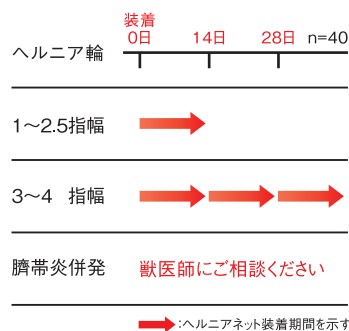 装着
ヘルニア輪 0日 14日 28日 n=40
1～2.5指幅
3～4 指幅
臍帯炎併発 獣医師にご相談ください
:ヘルニアネット装着期間を示す